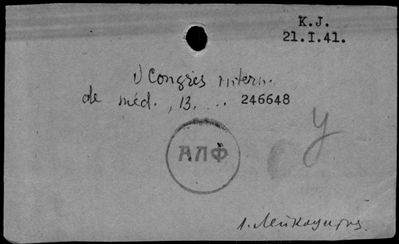 K.J.
21.I.41.
Congrès intern.
de méd., 13. ... 246648
АЛФ
у